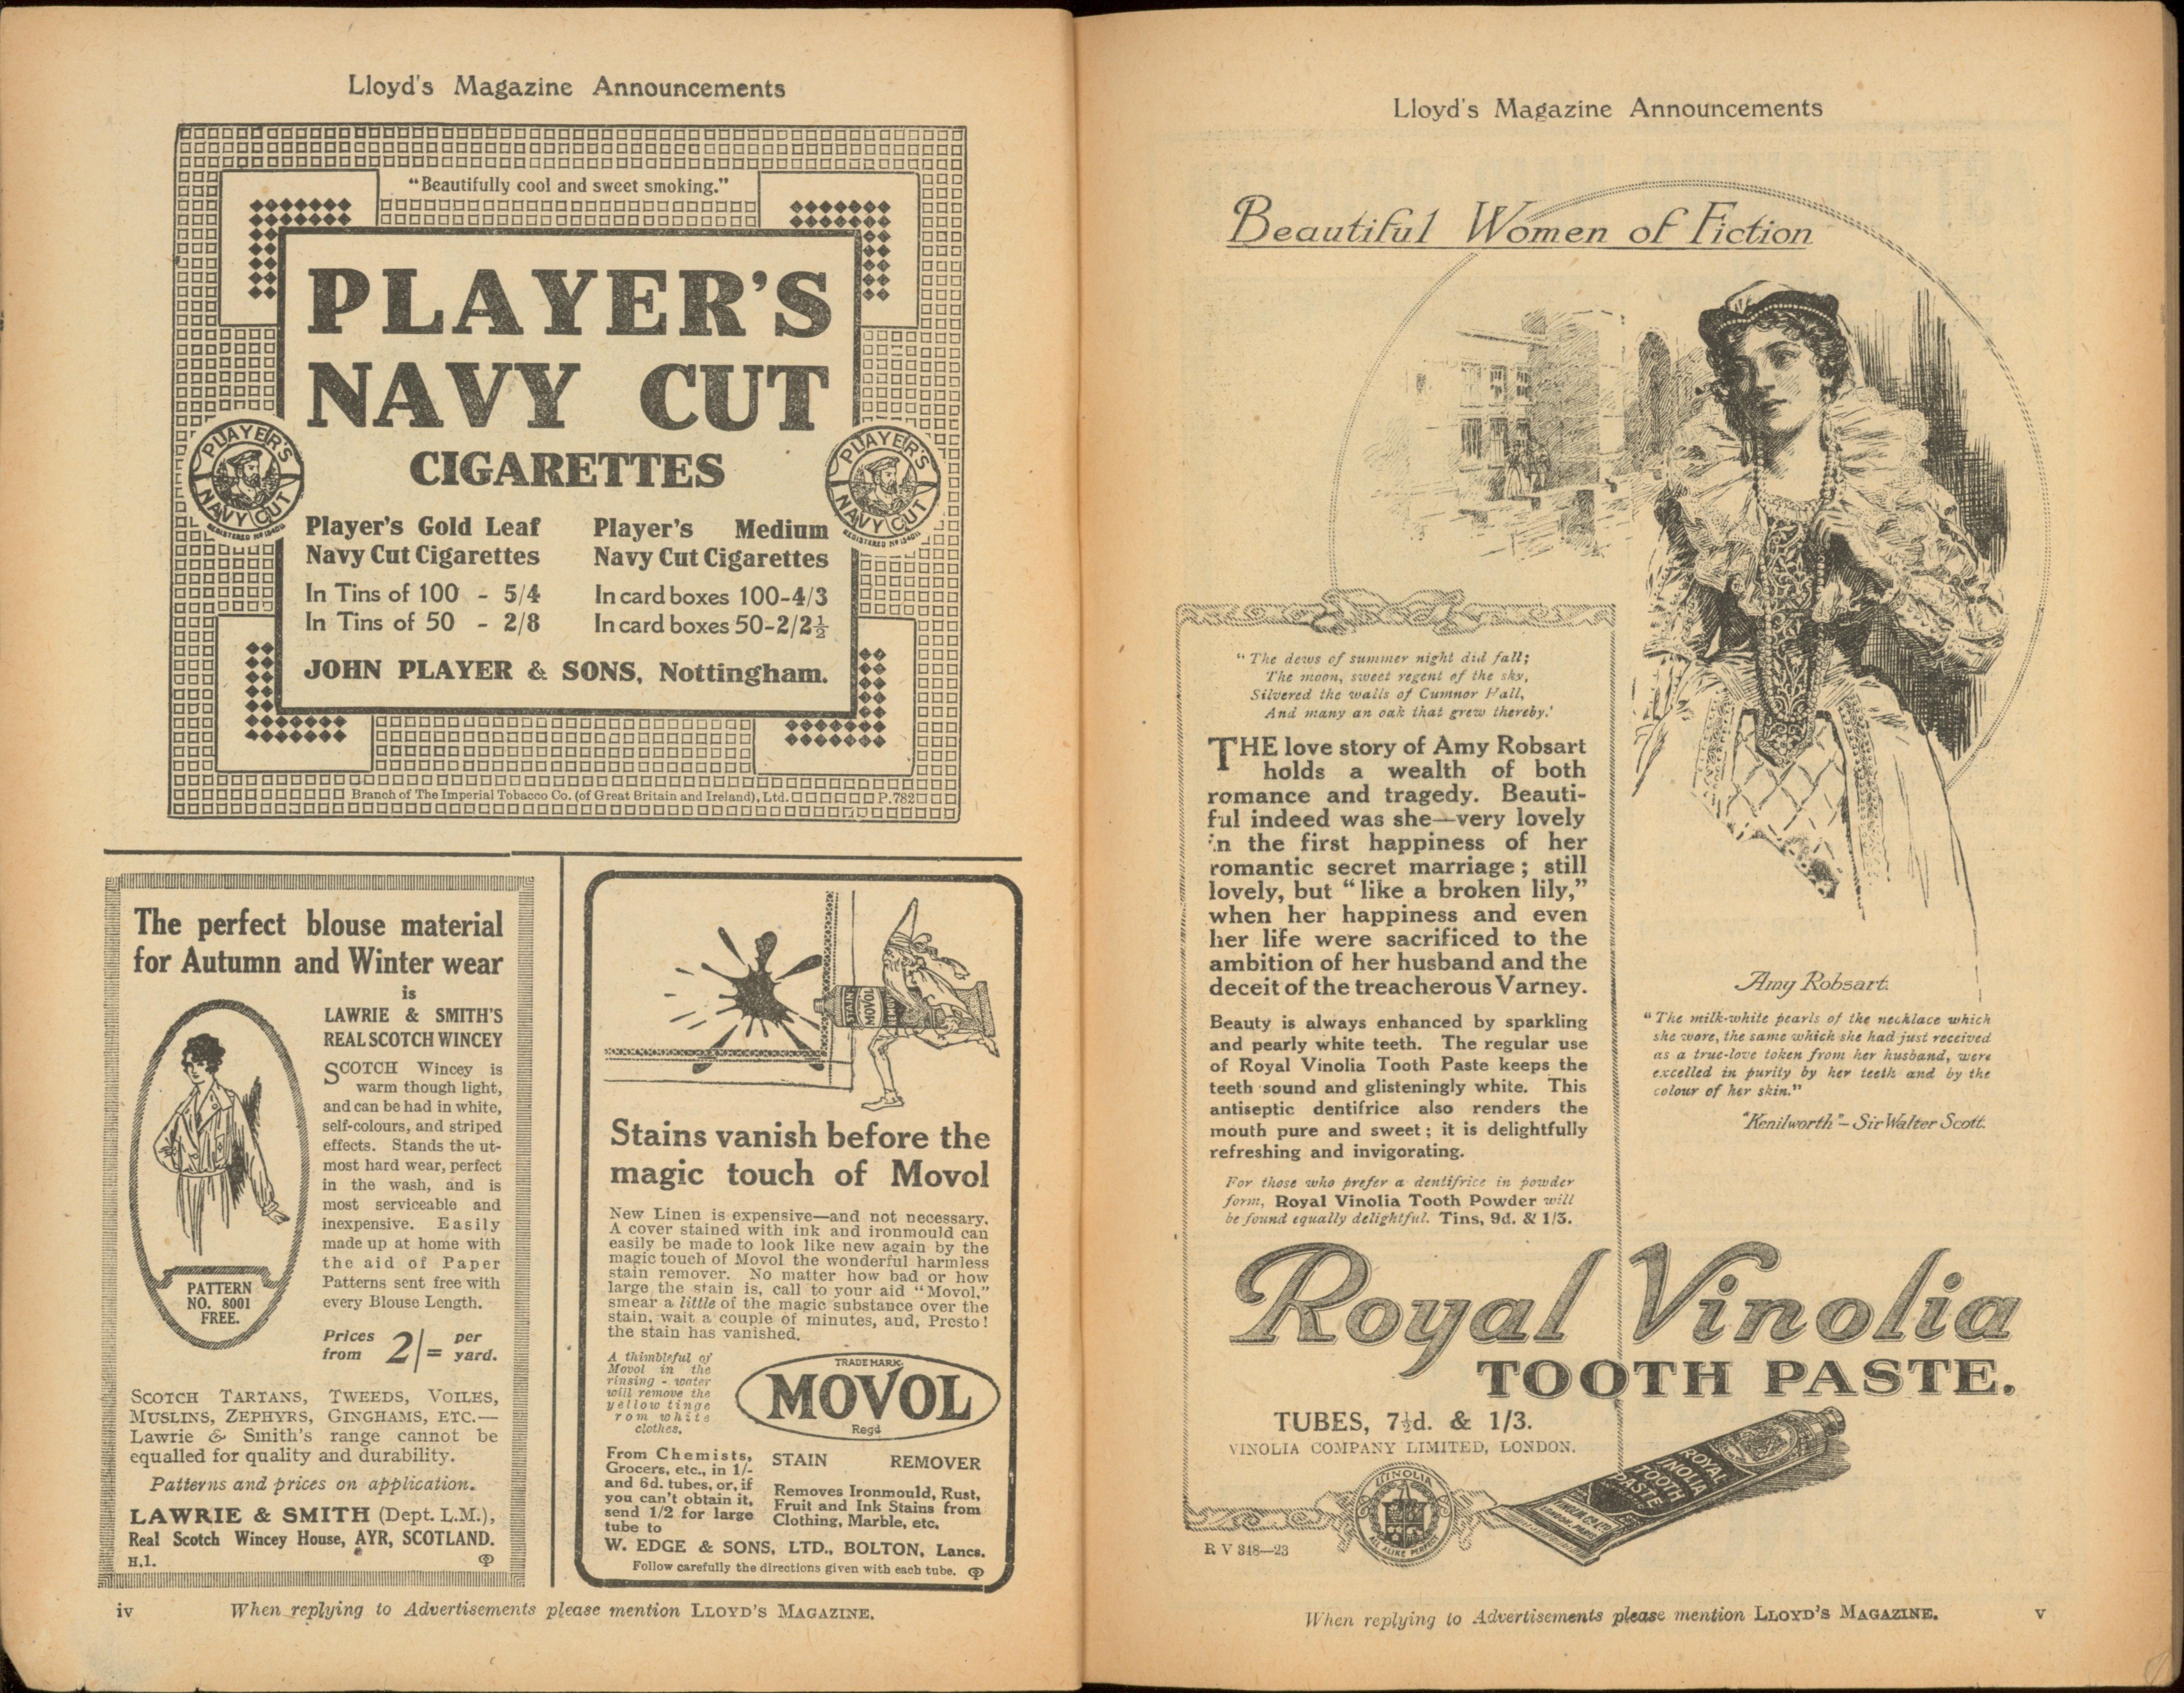 Lloyd's Magazine Announcements
"Beautifully cool and sweet smoking."
PLAYER'S
NAVY CUT
CIGARETTES
PLAYER'S
NAVY CUT
REGISTERED Nº 154011
PLAYER'S
NAVY CUT
REGISTERED Nº 154011
Player's Gold Leaf
Navy Cut Cigarettes
In Tins of 100 - 5/4
In Tins of 50 - 2/8
Player's Medium
Navy Cut Cigarettes
In card boxes 100-4/3
In card boxes 50-2/2½
JOHN PLAYER & SONS, Nottingham.
Branch of The Imperial Tobacco Co. (of Great Britain and Ireland), Ltd.
P.782
The perfect blouse material
for Autumn and Winter wear
is
LAWRIE & SMITH'S
REAL SCOTCH WINCEY
SCOTCH Wincey is
warm though light,
and can be had in white,
self-colours, and striped
effects. Stands the ut-
most hard wear, perfect
in the wash, and is
most serviceable and
inexpensive. Easily
made up at home with
the aid of Paper
Patterns sent free with
every Blouse Length.
PATTERN
NO. 8001
FREE.
Prices from 2/= per yard.
SCOTCH TARTANS, TWEEDS, VOILES,
MUSLINS, ZEPHYRS, GINGHAMS, ETC.—
Lawrie & Smith's range cannot be
equalled for quality and durability.
Patterns and prices on application.
LAWRIE & SMITH (Dept. L.M.),
Real Scotch Wincey House, AYR, SCOTLAND.
H.1.
STAIN
MOVOL
Stains vanish before the
magic touch of Movol
New Linen is expensive—and not necessary.
A cover stained with ink and ironmould can
easily be made to look like new again by the
magic touch of Movol the wonderful harmless
stain remover. No matter how bad or how
large the stain is, call to your aid "Movol,"
smear a little of the magic substance over the
stain, wait a couple of minutes, and, Presto!
the stain has vanished.
A thimbleful of
Movol in the
rinsing - water
will remove the
yellow tinge
rom white
clothes.
TRADE MARK.
MOVOL
Regd
From Chemists,
Grocers, etc., in 1/-
and 6d. tubes, or, if
you can't obtain it,
send 1/2 for large
tube to
STAIN REMOVER
Removes Ironmould, Rust,
Fruit and Ink Stains from
Clothing, Marble, etc.
W. EDGE & SONS, LTD., BOLTON, Lancs.
Follow carefully the directions given with each tube.
iv
When replying to Advertisements please mention LLOYD'S MAGAZINE.
Lloyd's Magazine Announcements
Beautiful Women of Fiction
"The dews of summer night did fall;
The moon, sweet regent of the sky,
Silvered the walls of Cumnor Hall,
And many an oak that grew thereby.'
THE love story of Amy Robsart
holds a wealth of both
romance and tragedy. Beauti-
ful indeed was she—very lovely
in the first happiness of her
romantic secret marriage; still
lovely, but "like a broken lily,"
when her happiness and even
her life were sacrificed to the
ambition of her husband and the
deceit of the treacherous Varney.
Beauty is always enhanced by sparkling
and pearly white teeth. The regular use
of Royal Vinolia Tooth Paste keeps the
teeth sound and glisteningly white. This
antiseptic dentifrice also renders the
mouth pure and sweet; it is delightfully
refreshing and invigorating.
For those who prefer a dentifrice in powder
form, Royal Vinolia Tooth Powder will
be found equally delightful. Tins, 9d. & 1/3.
Amy Robsart.
"The milk-white pearls of the necklace which
she wore, the same which she had just received
as a true-love token from her husband, were
excelled in purity by her teeth and by the
colour of her skin."
"Kenilworth"—Sir Walter Scott.
Royal Vinolia
TOOTH PASTE.
TUBES, 7½d. & 1/3.
VINOLIA COMPANY LIMITED, LONDON.
VINOLIA
ALL ALIKE PERFECT
ROYAL
VINOLIA
TOOTH
PASTE
VINOLIA CO LTD
LONDON. PARIS
R V 348—23
When replying to Advertisements please mention LLOYD'S MAGAZINE.
v